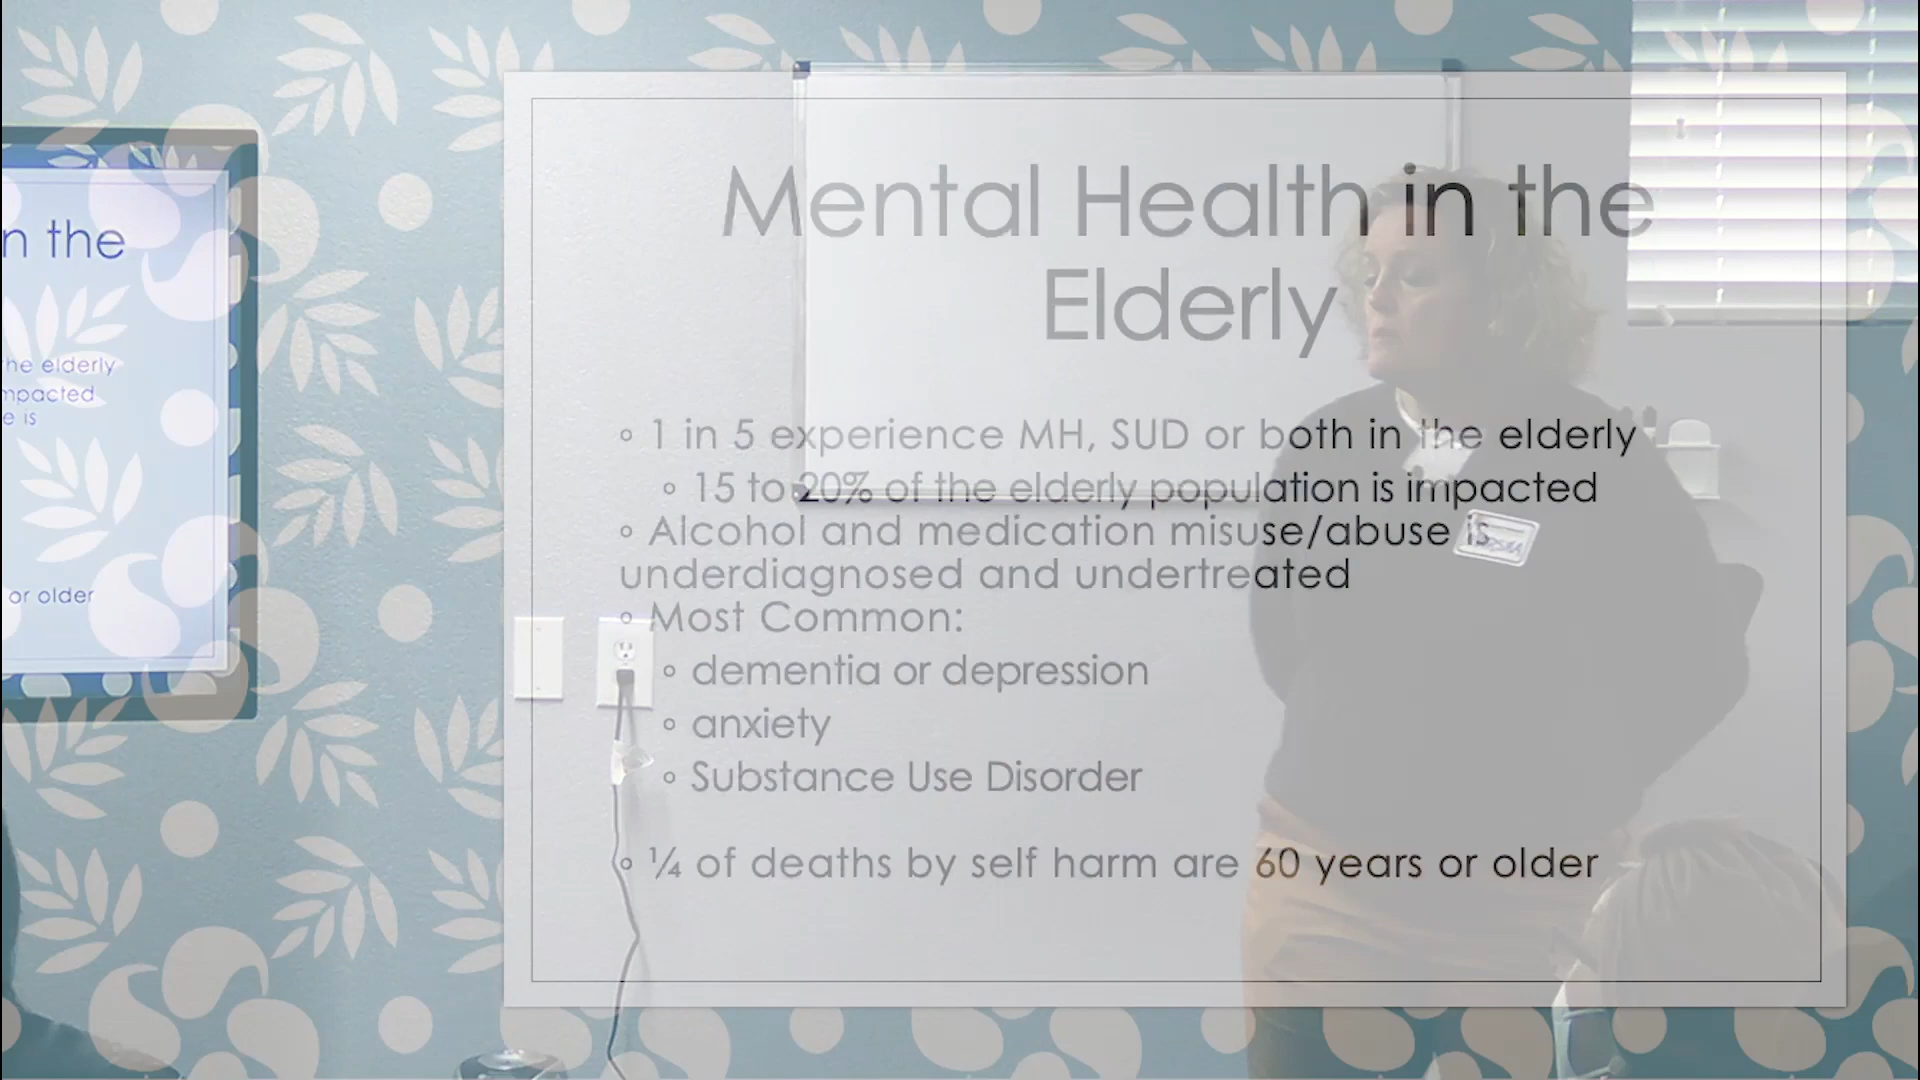 Mental Health in the
Elderly
◦ 1 in 5 experience MH, SUD or both in the elderly
◦ 15 to 20% of the elderly population is impacted
◦ Alcohol and medication misuse/abuse is
underdiagnosed and undertreated
◦ Most Common:
◦ dementia or depression
◦ anxiety
◦ Substance Use Disorder
◦ ¼ of deaths by self harm are 60 years or older
n the
he elderly
mpacted
e is
or older